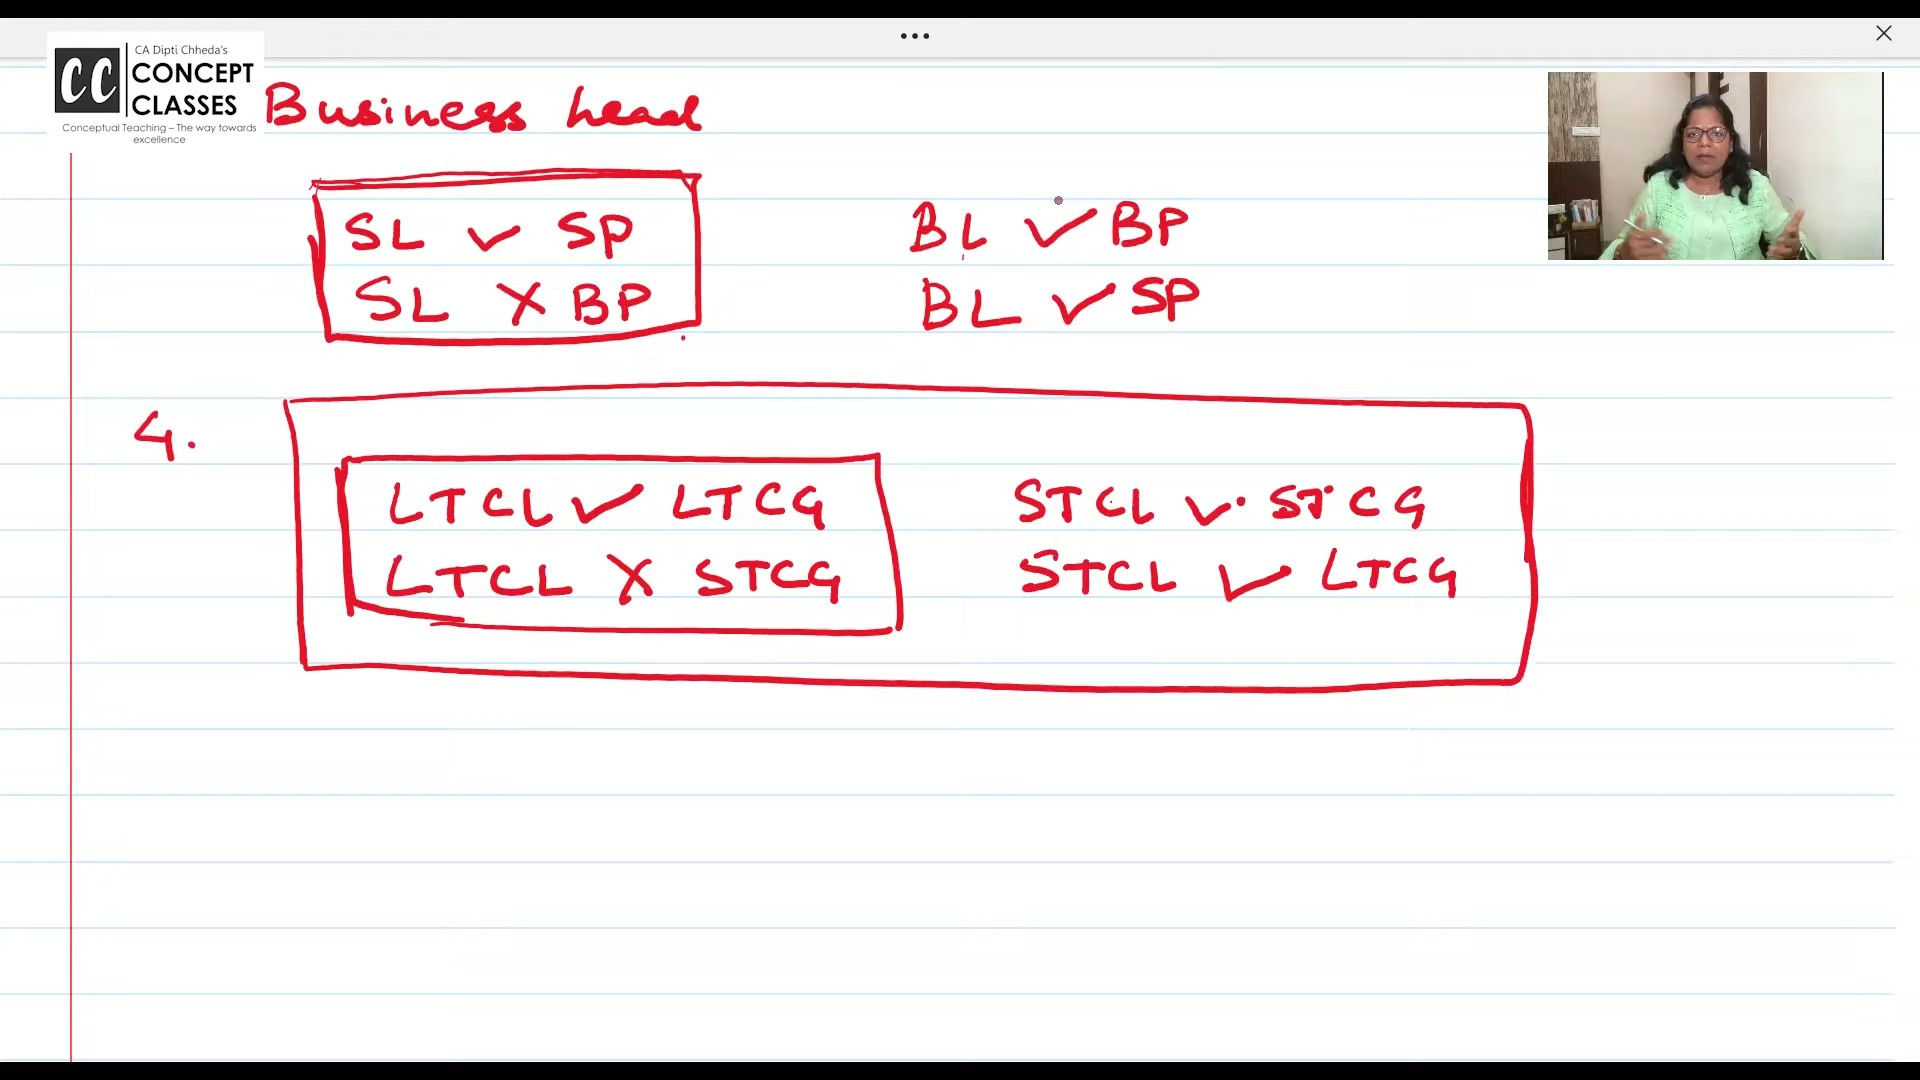 CC
CA Dipti Chheda's
CONCEPT
CLASSES
Conceptual Teaching – The way towards
excellence
Business head
SL ✓ SP
SL X BP
BL ✓ BP
BL ✓ SP
4.
LTCL ✓ LTCG
LTCL X STCG
STCL ✓ STCG
STCL ✓ LTCG